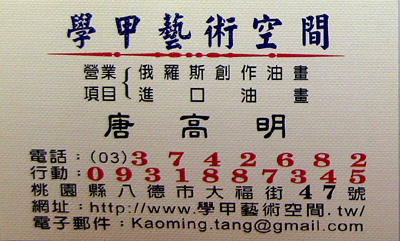 學甲藝術空間
營業項目{俄羅斯創作油畫
進口油畫
唐高明
電話：(03)3742682
行動：0931887345
桃園縣八德市大福街47號
網址：http://www.學甲藝術空間.tw/
電子郵件：Kaoming.tang@gmail.com